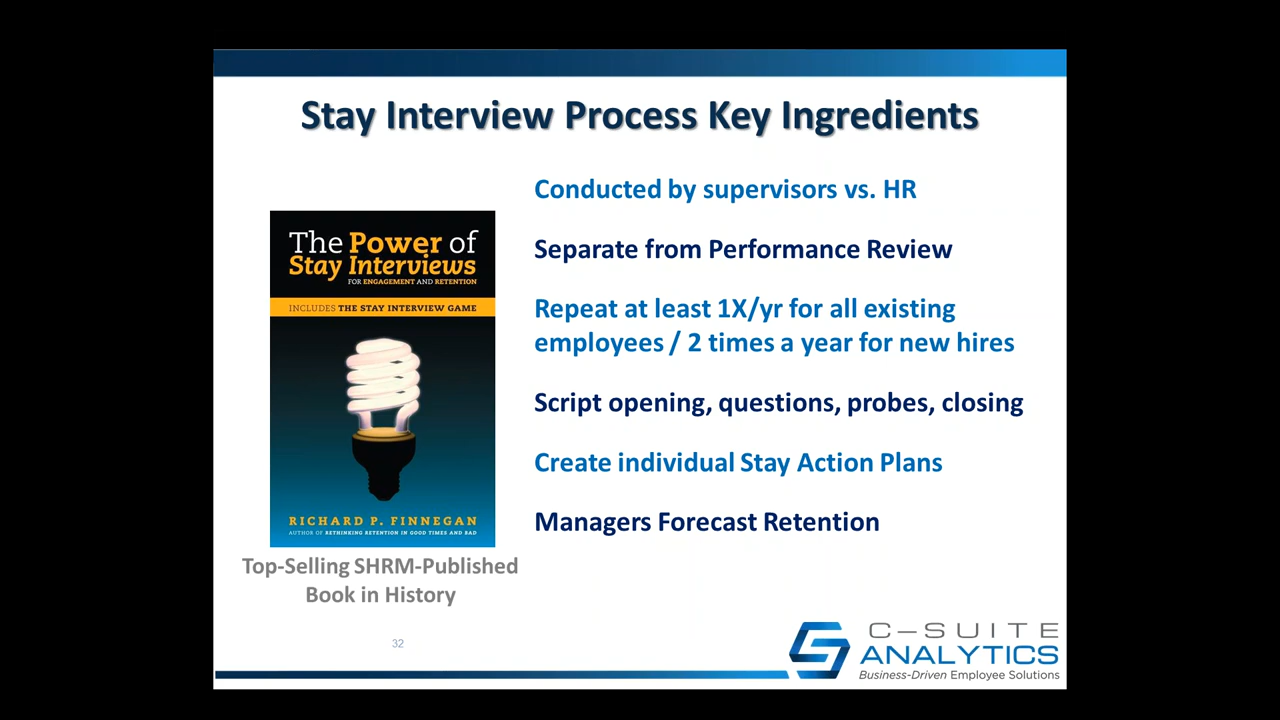 Stay Interview Process Key Ingredients
The Power of
Stay Interviews
FOR ENGAGEMENT AND RETENTION
INCLUDES THE STAY INTERVIEW GAME
RICHARD P. FINNEGAN
AUTHOR OF RETHINKING RETENTION IN GOOD TIMES AND BAD
Top-Selling SHRM-Published
Book in History
Conducted by supervisors vs. HR
Separate from Performance Review
Repeat at least 1X/yr for all existing
employees / 2 times a year for new hires
Script opening, questions, probes, closing
Create individual Stay Action Plans
Managers Forecast Retention
32
C-SUITE
ANALYTICS
Business-Driven Employee Solutions